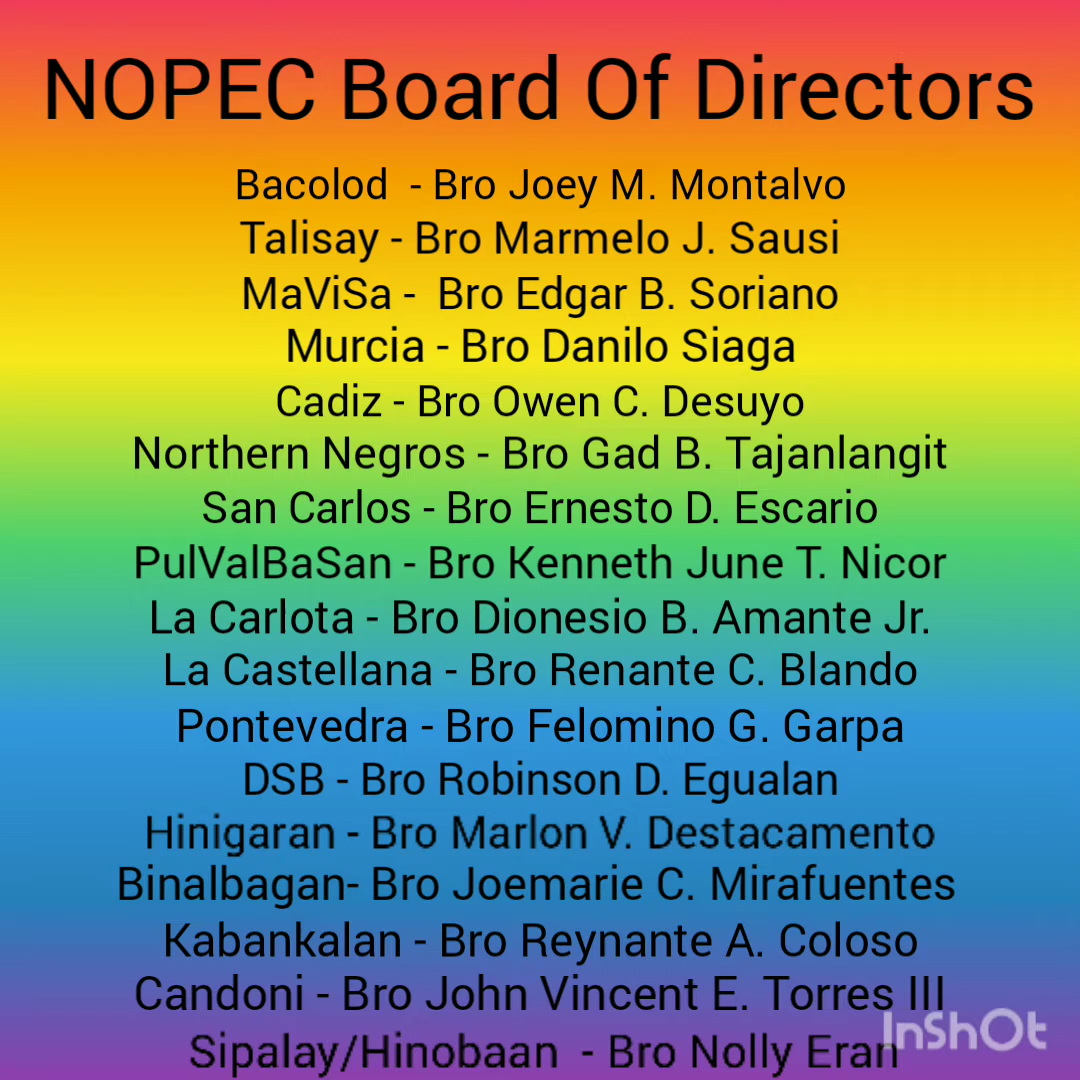 NOPEC Board Of Directors
Bacolod - Bro Joey M. Montalvo
Talisay - Bro Marmelo J. Sausi
MaViSa - Bro Edgar B. Soriano
Murcia - Bro Danilo Siaga
Cadiz - Bro Owen C. Desuyo
Northern Negros - Bro Gad B. Tajanlangit
San Carlos - Bro Ernesto D. Escario
PulValBaSan - Bro Kenneth June T. Nicor
La Carlota - Bro Dionesio B. Amante Jr.
La Castellana - Bro Renante C. Blando
Pontevedra - Bro Felomino G. Garpa
DSB - Bro Robinson D. Egualan
Hinigaran - Bro Marlon V. Destacamento
Binalbagan- Bro Joemarie C. Mirafuentes
Kabankalan - Bro Reynante A. Coloso
Candoni - Bro John Vincent E. Torres III
Sipalay/Hinobaan - Bro Nolly Eran
InShOt